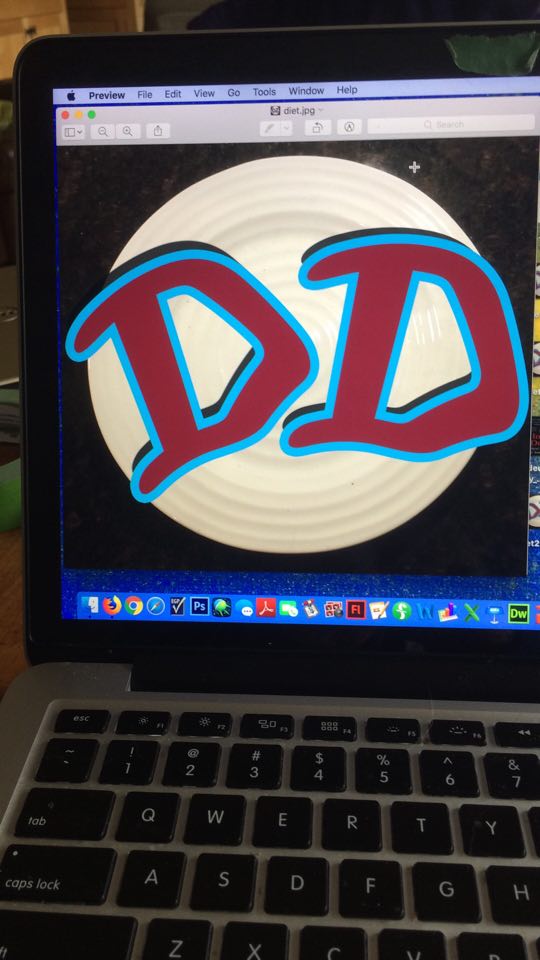 Preview File Edit View Go Tools Window Help
diet.jpg
Search
DD
EGP
Ps
Fl
W
X
Dw
esc F1 F2 F3 F4 F5 F6
~ ! @ # $ % ^ &
` 1 2 3 4 5 6 7
tab Q W E R T Y
caps lock A S D F G H
Z X C V B